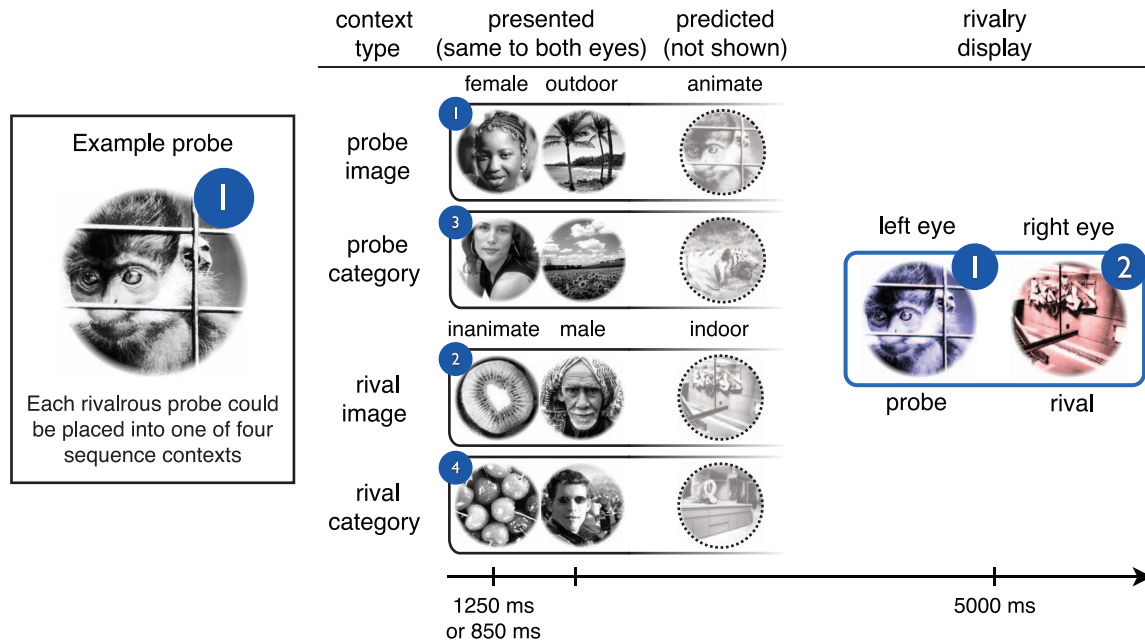 context type
presented (same to both eyes)
predicted (not shown)
rivalry display
Example probe
1
Each rivalrous probe could
be placed into one of four
sequence contexts
female
outdoor
animate
probe image
1
probe category
3
inanimate
male
indoor
rival image
2
rival category
4
left eye
right eye
1
2
probe
rival
1250 ms
or 850 ms
5000 ms